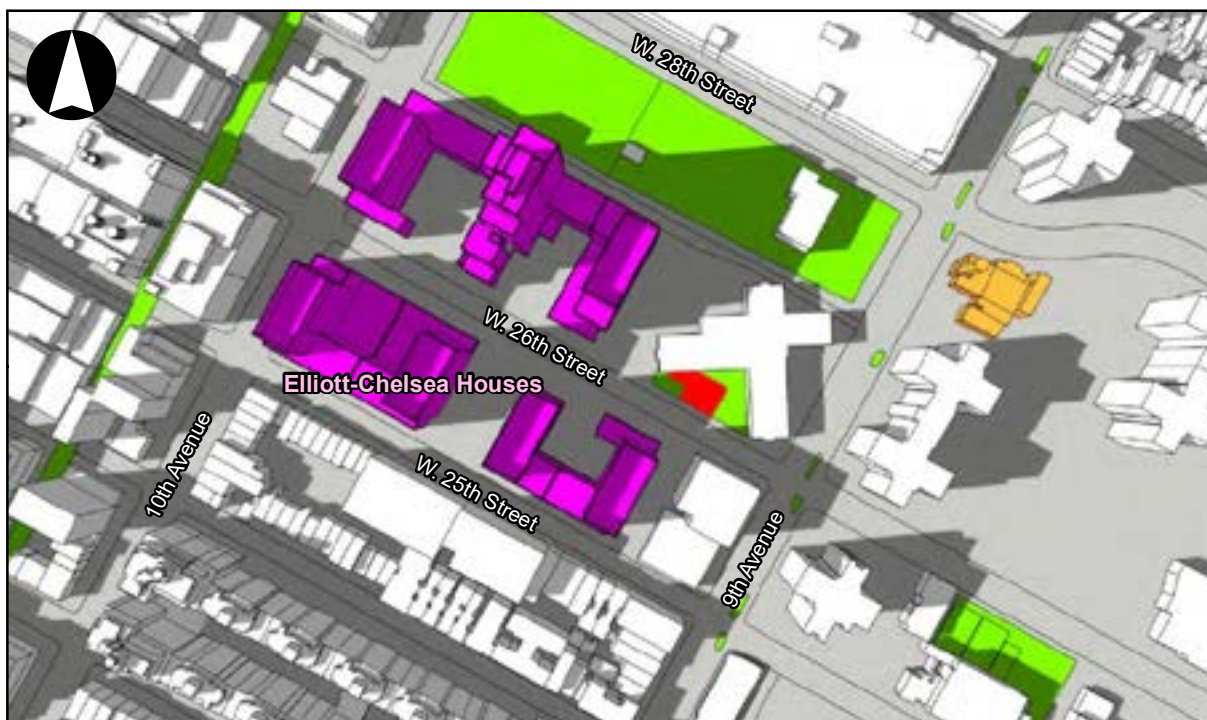 W. 28th Street
W. 26th Street
Elliott-Chelsea Houses
10th Avenue
W. 25th Street
9th Avenue